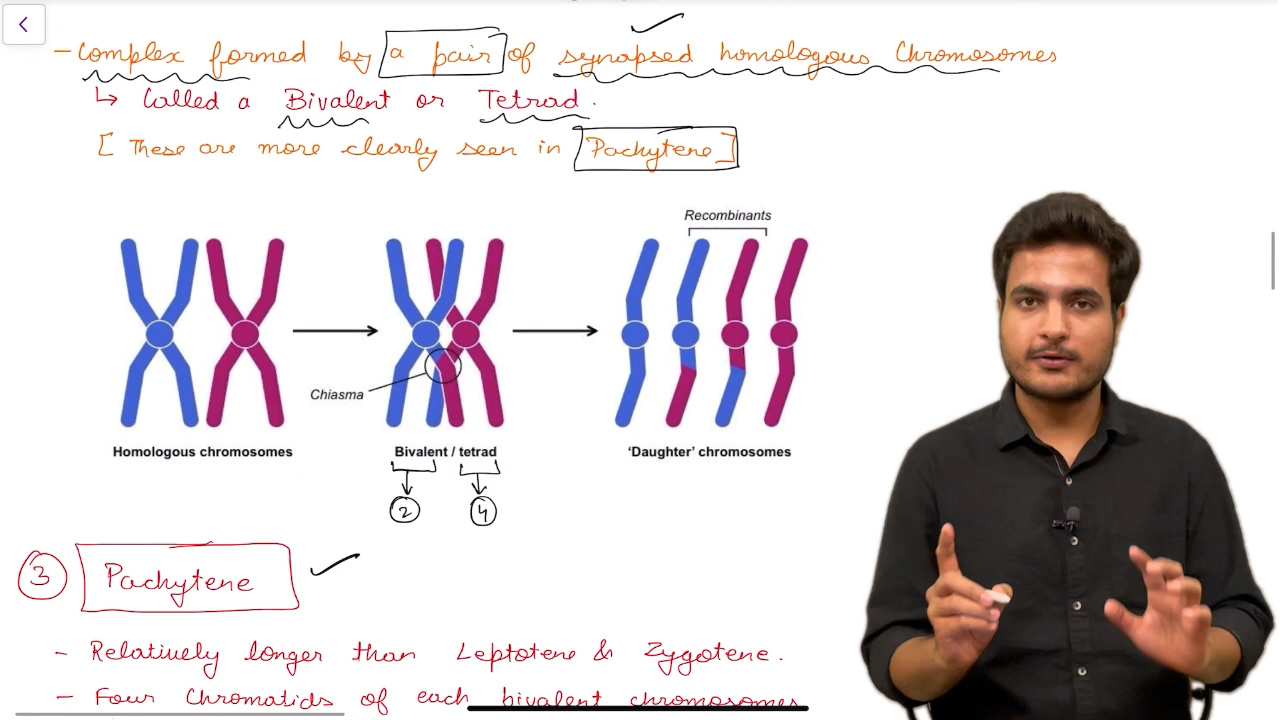 - Complex formed by a pair of synapsed homologous Chromosomes
↳ Called a Bivalent or Tetrad.
[ These are more clearly seen in Pachytene ]
Recombinants
Chiasma
Homologous chromosomes
Bivalent / tetrad
'Daughter' chromosomes
2 4
3 Pachytene
- Relatively longer than Leptotene & Zygotene.
- Four Chromatids of each bivalent chromosomes